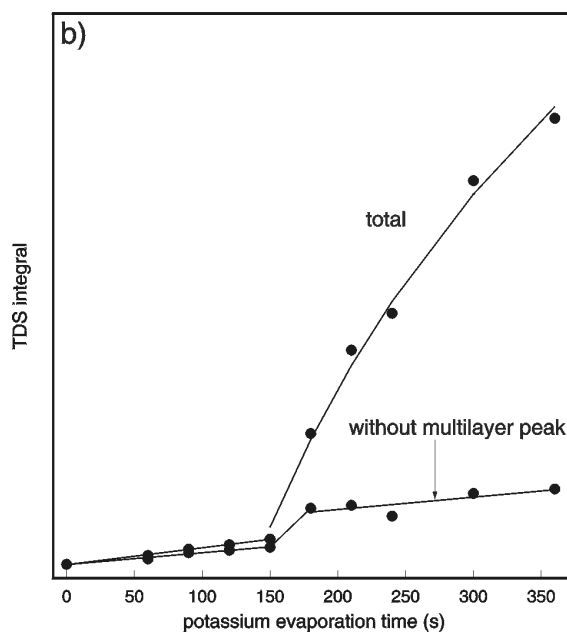 b)
total
TDS integral
without multilayer peak
0 50 100 150 200 250 300 350
potassium evaporation time (s)